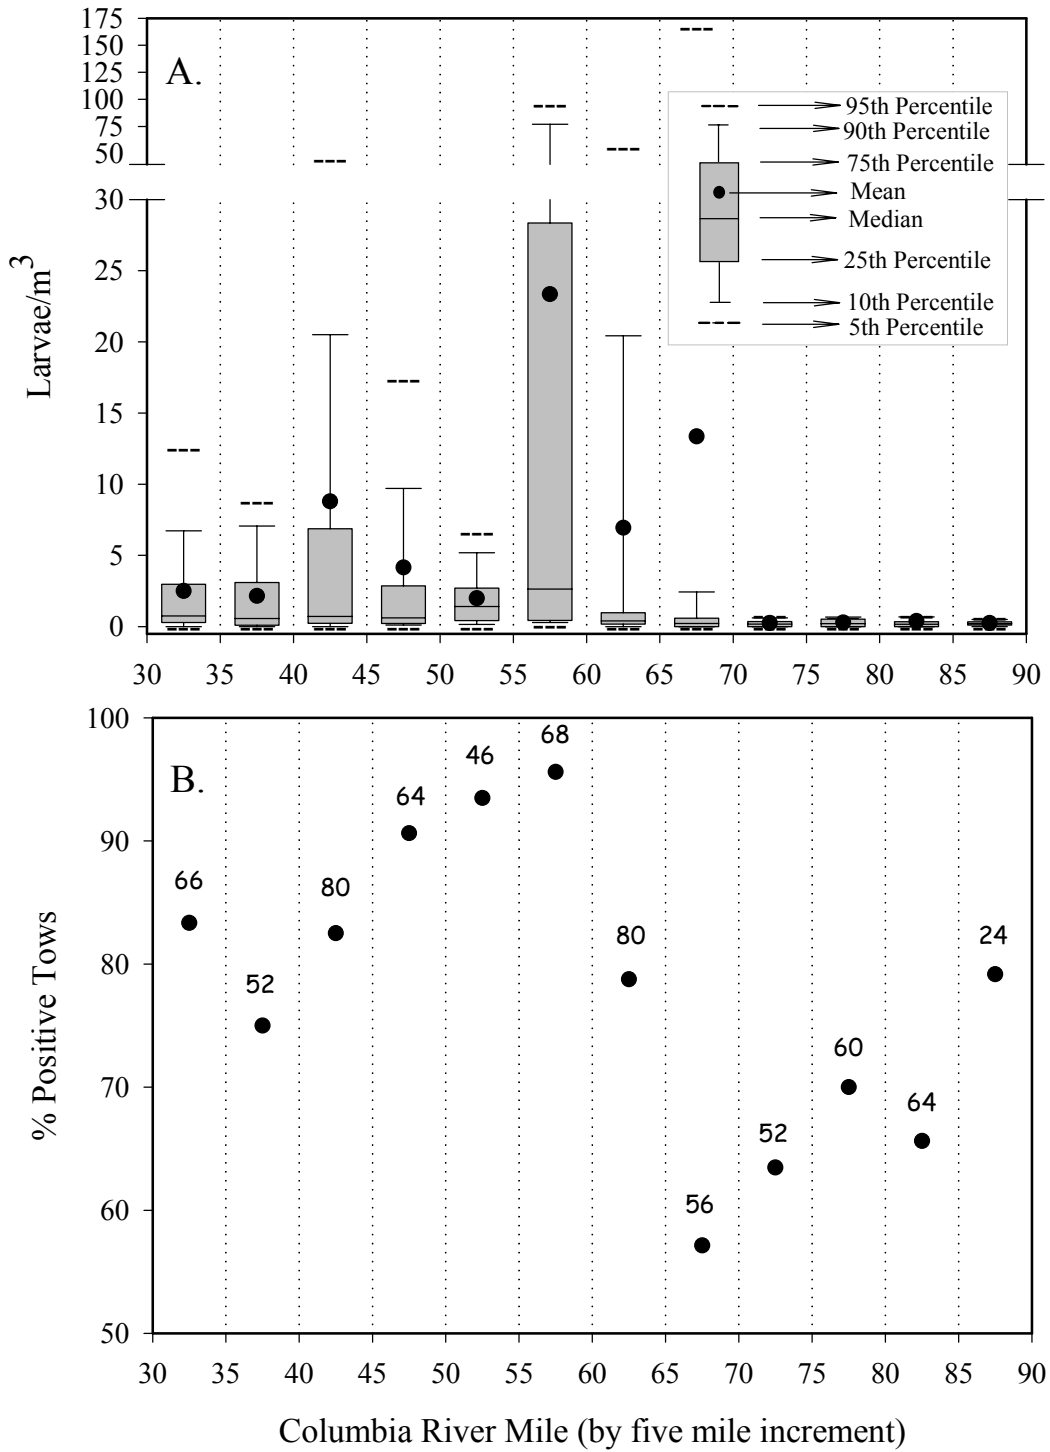 175
150
125
100
75
50
30
25
20
15
10
5
0
Larvae/m3
A.
95th Percentile
90th Percentile
75th Percentile
Mean
Median
25th Percentile
10th Percentile
5th Percentile
30 35 40 45 50 55 60 65 70 75 80 85 90
100
90
80
70
60
50
% Positive Tows
B.
66
52
80
64
46
68
80
56
52
60
64
24
30 35 40 45 50 55 60 65 70 75 80 85 90
Columbia River Mile (by five mile increment)